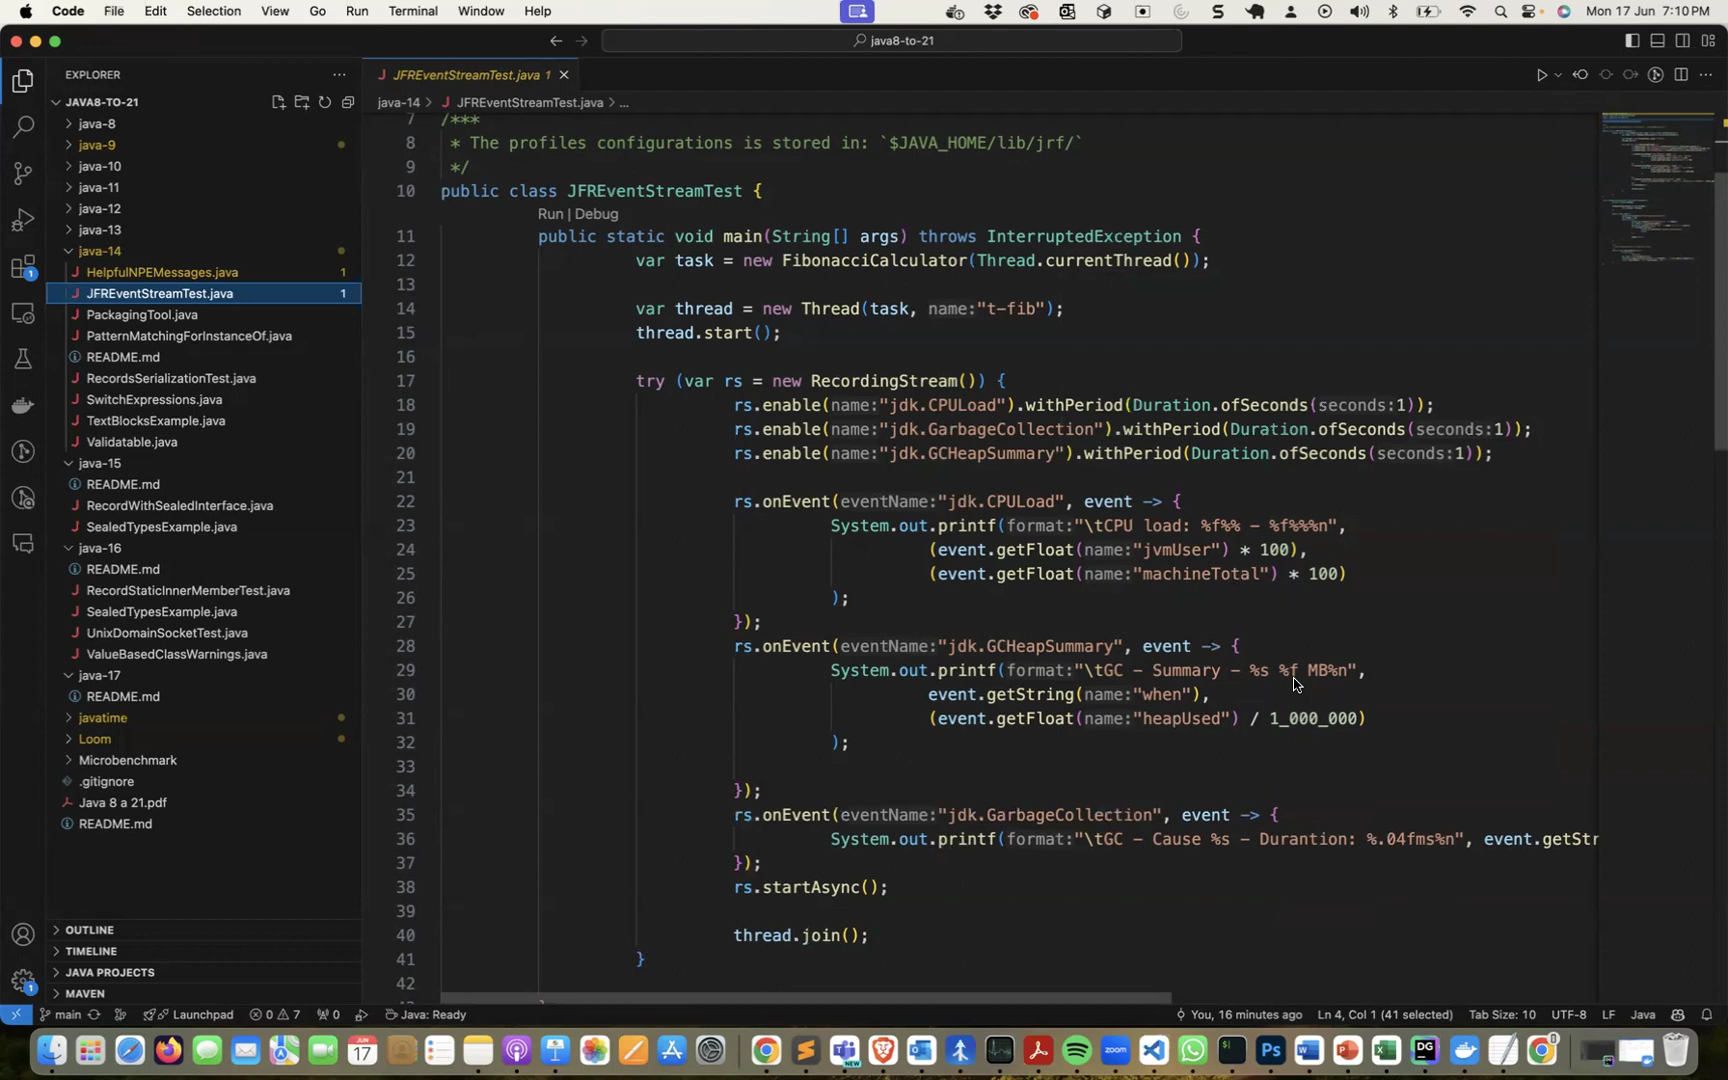 Code File Edit Selection View Go Run Terminal Window Help Mon 17 Jun 7:10 PM
java8-to-21
EXPLORER
JFREventStreamTest.java 1
JAVA8-TO-21
java-14 > JFREventStreamTest.java > ...
java-8
java-9
java-10
java-11
java-12
java-13
java-14
HelpfulNPEMessages.java 1
JFREventStreamTest.java 1
PackagingTool.java
PatternMatchingForInstanceOf.java
README.md
RecordsSerializationTest.java
SwitchExpressions.java
TextBlocksExample.java
Validatable.java
java-15
README.md
RecordWithSealedInterface.java
SealedTypesExample.java
java-16
README.md
RecordStaticInnerMemberTest.java
SealedTypesExample.java
UnixDomainSocketTest.java
ValueBasedClassWarnings.java
java-17
README.md
javatime
Loom
Microbenchmark
.gitignore
Java 8 a 21.pdf
README.md
OUTLINE
TIMELINE
JAVA PROJECTS
MAVEN
7 /***
8 * The profiles configurations is stored in: `$JAVA_HOME/lib/jrf/`
9 */
10 public class JFREventStreamTest {
Run | Debug
11 public static void main(String[] args) throws InterruptedException {
12 var task = new FibonacciCalculator(Thread.currentThread());
13
14 var thread = new Thread(task, name:"t-fib");
15 thread.start();
16
17 try (var rs = new RecordingStream()) {
18 rs.enable(name:"jdk.CPULoad").withPeriod(Duration.ofSeconds(seconds:1));
19 rs.enable(name:"jdk.GarbageCollection").withPeriod(Duration.ofSeconds(seconds:1));
20 rs.enable(name:"jdk.GCHeapSummary").withPeriod(Duration.ofSeconds(seconds:1));
21
22 rs.onEvent(eventName:"jdk.CPULoad", event -> {
23 System.out.printf(format:"\tCPU load: %f%% - %f%%%n",
24 (event.getFloat(name:"jvmUser") * 100),
25 (event.getFloat(name:"machineTotal") * 100)
26 );
27 });
28 rs.onEvent(eventName:"jdk.GCHeapSummary", event -> {
29 System.out.printf(format:"\tGC - Summary - %s %f MB%n",
30 event.getString(name:"when"),
31 (event.getFloat(name:"heapUsed") / 1_000_000)
32 );
33
34 });
35 rs.onEvent(eventName:"jdk.GarbageCollection", event -> {
36 System.out.printf(format:"\tGC - Cause %s - Durantion: %.04fms%n", event.getStr
37 });
38 rs.startAsync();
39
40 thread.join();
41 }
42
main Launchpad 0 7 0 Java: Ready You, 16 minutes ago Ln 4, Col 1 (41 selected) Tab Size: 10 UTF-8 LF Java
JUN
17
NEW
zoom
DG